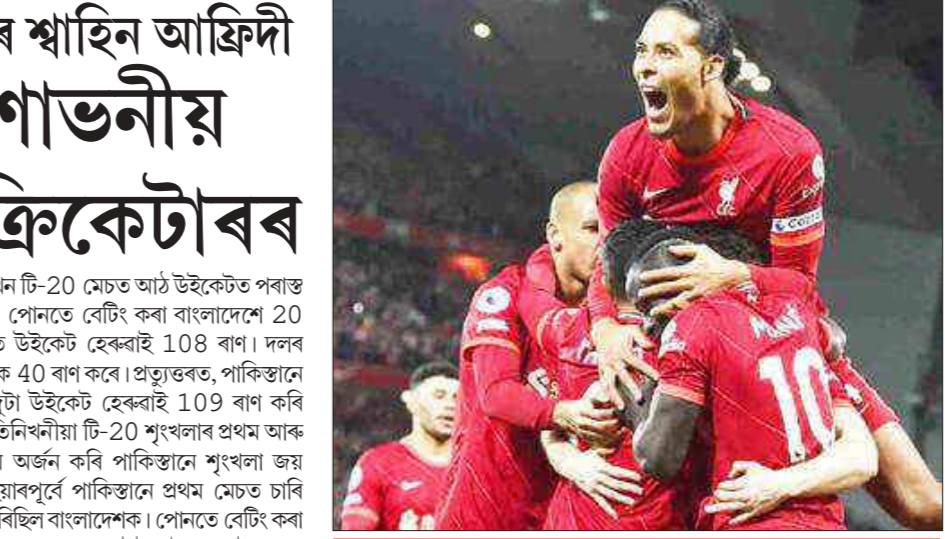 ৰ শ্বাহিন আফ্ৰিদী
ণাভনীয়
ক্ৰিকেটাৰৰ
টি-20 মেচত আঠ উইকেটত পৰাস্ত
পোনতে বেটিং কৰা বাংলাদেশে 20
উইকেট হেৰুৱাই 108 ৰাণ। দলৰ
ক 40 ৰাণ কৰে। প্ৰত্যুত্তৰত, পাকিস্তানে
উইকেট হেৰুৱাই 109 ৰাণ কৰি
তিনিখনীয়া টি-20 শৃংখলাৰ প্ৰথম আৰু
অৰ্জন কৰি পাকিস্তানে শৃংখলা জয়
পাকিস্তানে প্ৰথম মেচত চাৰি
বাংলাদেশক। পোনতে বেটিং কৰা
MANÉ
10